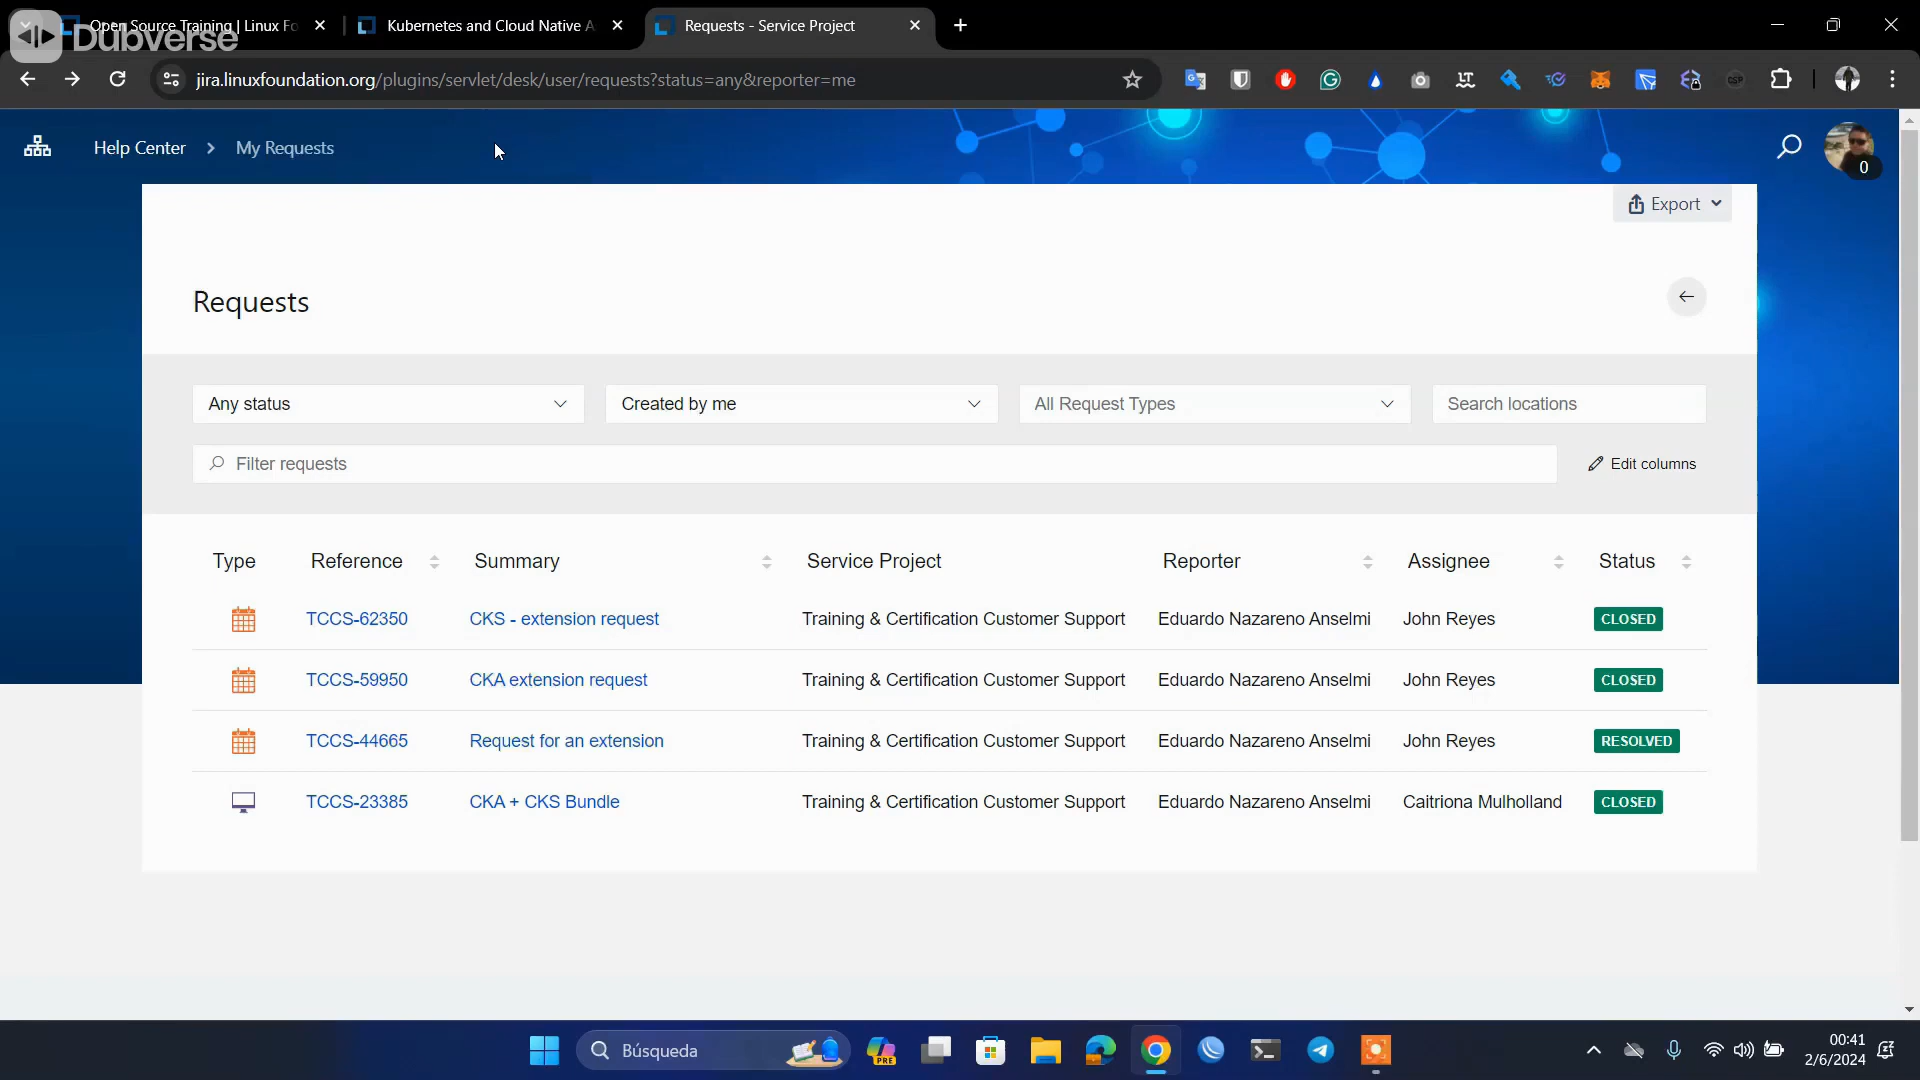 Open Source Training | Linux Fo
Kubernetes and Cloud Native A
Requests - Service Project
Dubverse
jira.linuxfoundation.org/plugins/servlet/desk/user/requests?status=any&reporter=me
Help Center > My Requests
0
Export
Requests
Any status
Created by me
All Request Types
Search locations
Filter requests
Edit columns
Type Reference Summary Service Project Reporter Assignee Status
TCCS-62350 CKS - extension request Training & Certification Customer Support Eduardo Nazareno Anselmi John Reyes CLOSED
TCCS-59950 CKA extension request Training & Certification Customer Support Eduardo Nazareno Anselmi John Reyes CLOSED
TCCS-44665 Request for an extension Training & Certification Customer Support Eduardo Nazareno Anselmi John Reyes RESOLVED
TCCS-23385 CKA + CKS Bundle Training & Certification Customer Support Eduardo Nazareno Anselmi Caitriona Mulholland CLOSED
Búsqueda
PRE
00:41
2/6/2024